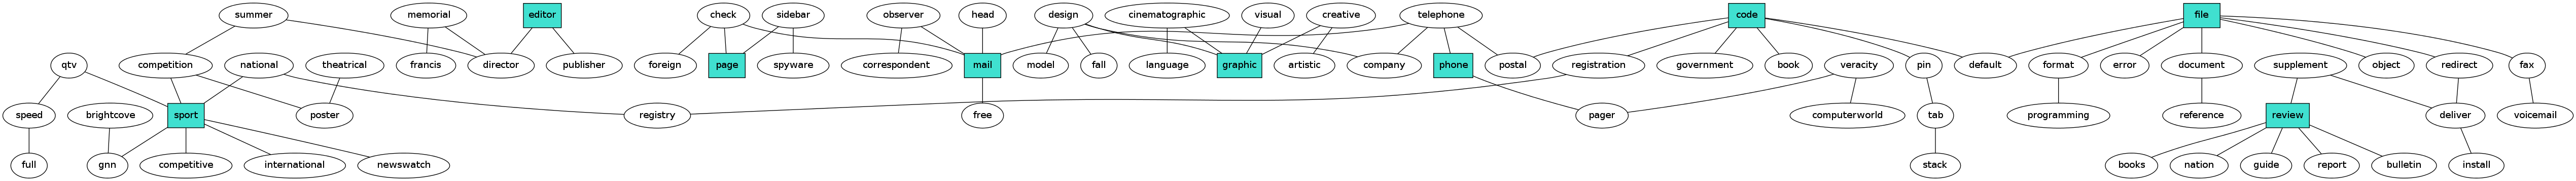 summer
memorial
editor
check
sidebar
observer
head
design
cinematographic
visual
creative
telephone
code
file
qtv
competition
national
theatrical
francis
director
publisher
foreign
page
spyware
correspondent
mail
model
fall
language
graphic
artistic
company
phone
postal
registration
government
book
veracity
pin
default
format
error
document
supplement
object
redirect
fax
speed
brightcove
sport
poster
registry
free
pager
computerworld
tab
programming
reference
review
deliver
voicemail
full
gnn
competitive
international
newswatch
stack
books
nation
guide
report
bulletin
install